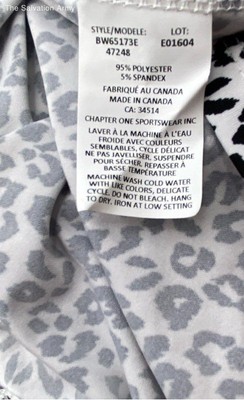 The Salvation Army
STYLE/MODELE: LOT:
BW65173E E01604
47248
95% POLYESTER
5% SPANDEX
FABRIQUÉ AU CANADA
MADE IN CANADA
CA: 34514
CHAPTER ONE SPORTSWEAR INC
LAVER À LA MACHINE A L'EAU
FROIDE AVEC COULEURS
SEMBLABLES, CYCLE DÉLICAT
NE PAS JAVELLISER. SUSPENDRE
POUR SÉCHER. REPASSER À
BASSE TEMPÉRATURE
MACHINE WASH COLD WATER
WITH LIKE COLORS, DELICATE
CYCLE. DO NOT BLEACH. HANG
TO DRY. IRON AT LOW SETTING